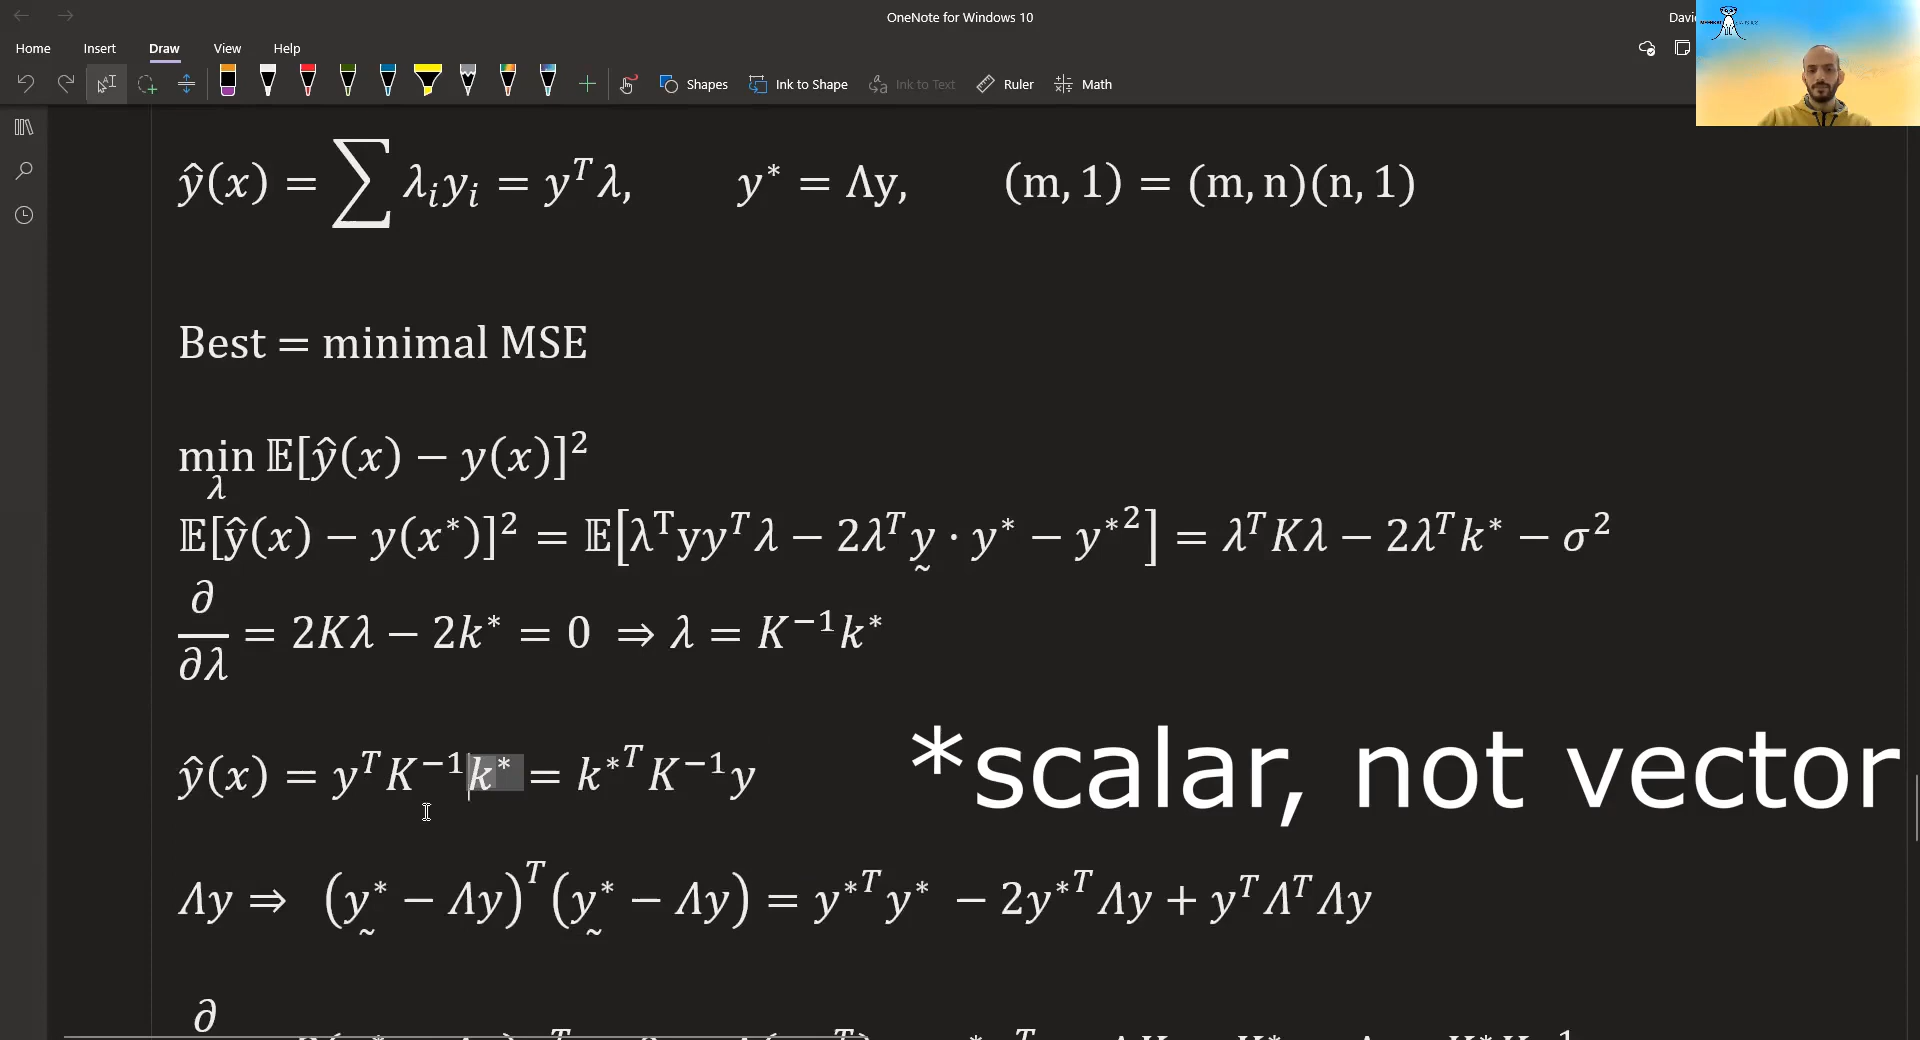 OneNote for Windows 10
Home Insert Draw View Help
Shapes Ink to Shape Ink to Text Ruler Math
ŷ(x) = ∑ λᵢyᵢ = yᵀλ, y* = Λy, (m, 1) = (m, n)(n, 1)
Best = minimal MSE
min 𝔼[ŷ(x) − y(x)]²
λ
𝔼[ŷ(x) − y(x*)]² = 𝔼[λᵀyyᵀλ − 2λᵀy̰ · y* − y*²] = λᵀKλ − 2λᵀk* − σ²
∂/∂λ = 2Kλ − 2k* = 0 ⇒ λ = K⁻¹k*
ŷ(x) = yᵀK⁻¹k* = k*ᵀK⁻¹y
*scalar, not vector
Λy ⇒ (y̰* − Λy)ᵀ(y̰* − Λy) = y*ᵀy* − 2y*ᵀΛy + yᵀΛᵀΛy
∂